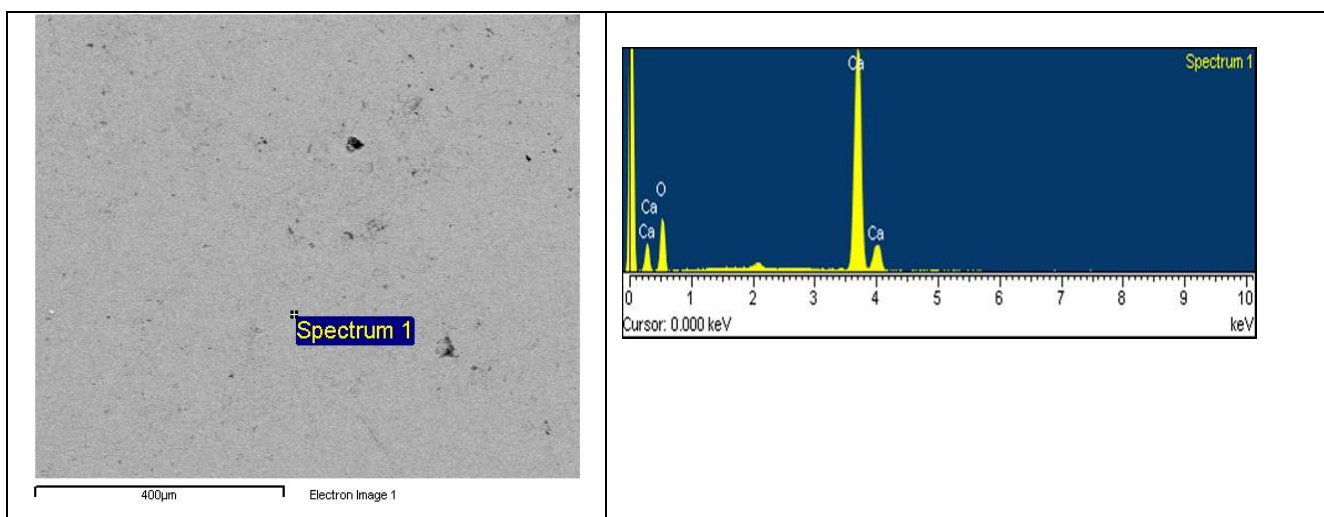 Spectrum 1
400µm
Electron Image 1
Spectrum 1
Ca
O
Ca
Ca
Ca
0 1 2 3 4 5 6 7 8 9 10
Cursor: 0.000 keV
keV